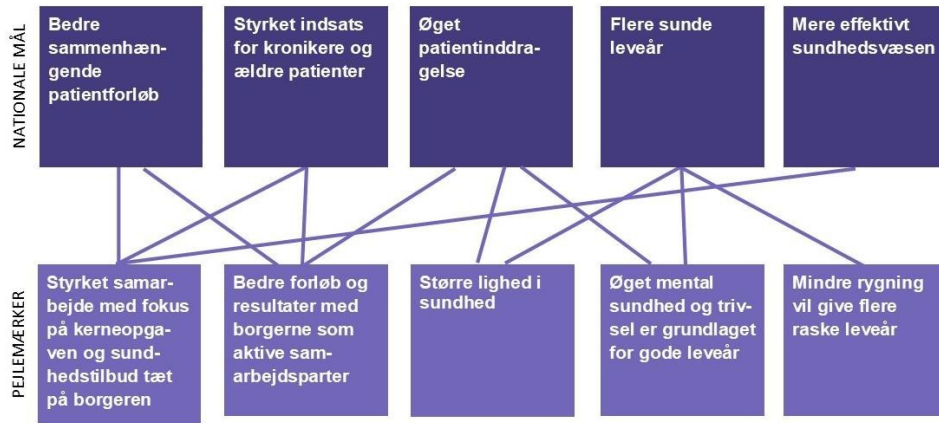 NATIONALE MÅL
Bedre
sammenhæn-
gende
patientforløb
Styrket indsats
for kronikere og
ældre patienter
Øget
patientinddra-
gelse
Flere sunde
leveår
Mere effektivt
sundhedsvæsen
PEJLEMÆRKER
Styrket samar-
bejde med fokus
på kerneopga-
ven og sund-
hedstilbud tæt
på borgeren
Bedre forløb og
resultater med
borgerne som
aktive sam-
arbejdsparter
Større lighed i
sundhed
Øget mental
sundhed og triv-
sel er grundlaget
for gode leveår
Mindre rygning
vil give flere
raske leveår